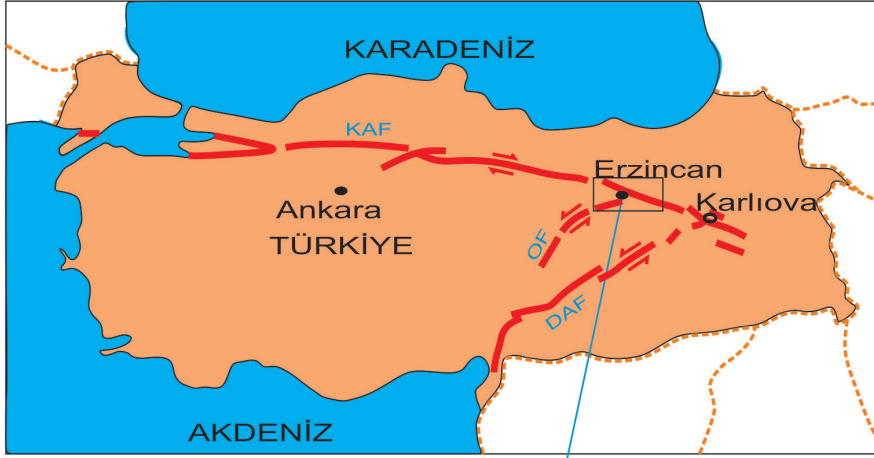 KARADENİZ
KAF
Erzincan
Karlıova
Ankara
TÜRKİYE
OF
DAF
AKDENİZ